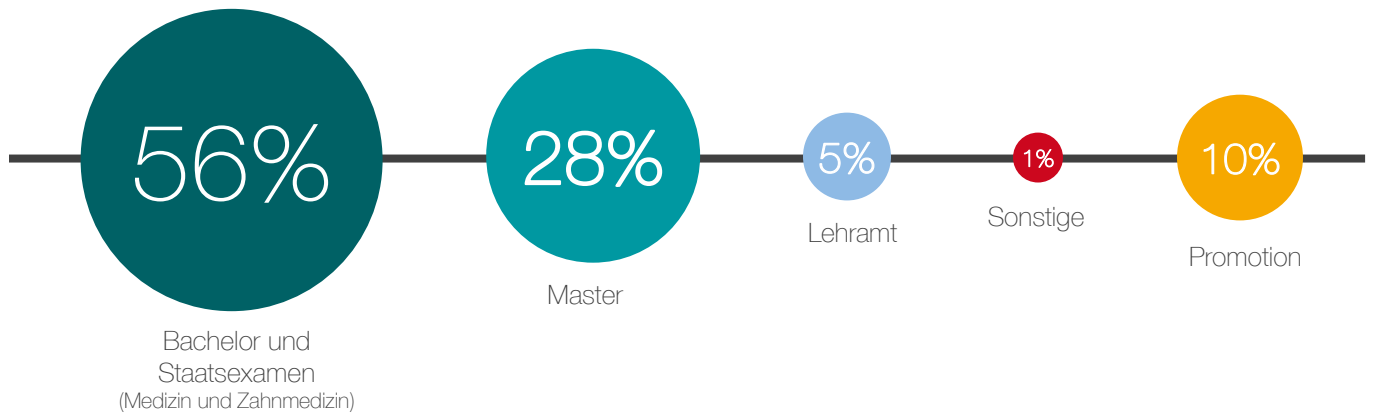 56%
Bachelor und
Staatsexamen
(Medizin und Zahnmedizin)
28%
Master
5%
Lehramt
1%
Sonstige
10%
Promotion